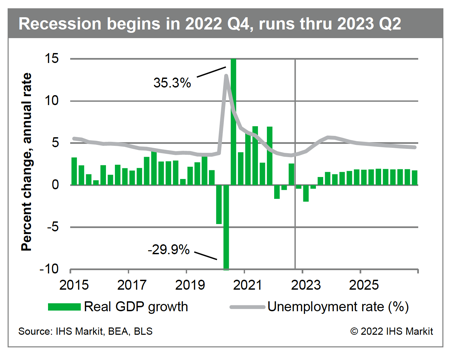 Recession begins in 2022 Q4, runs thru 2023 Q2
Percent change, annual rate
15
10
5
0
-5
-10
35.3%
-29.9%
2015 2017 2019 2021 2023 2025
Real GDP growth Unemployment rate (%)
Source: IHS Markit, BEA, BLS © 2022 IHS Markit